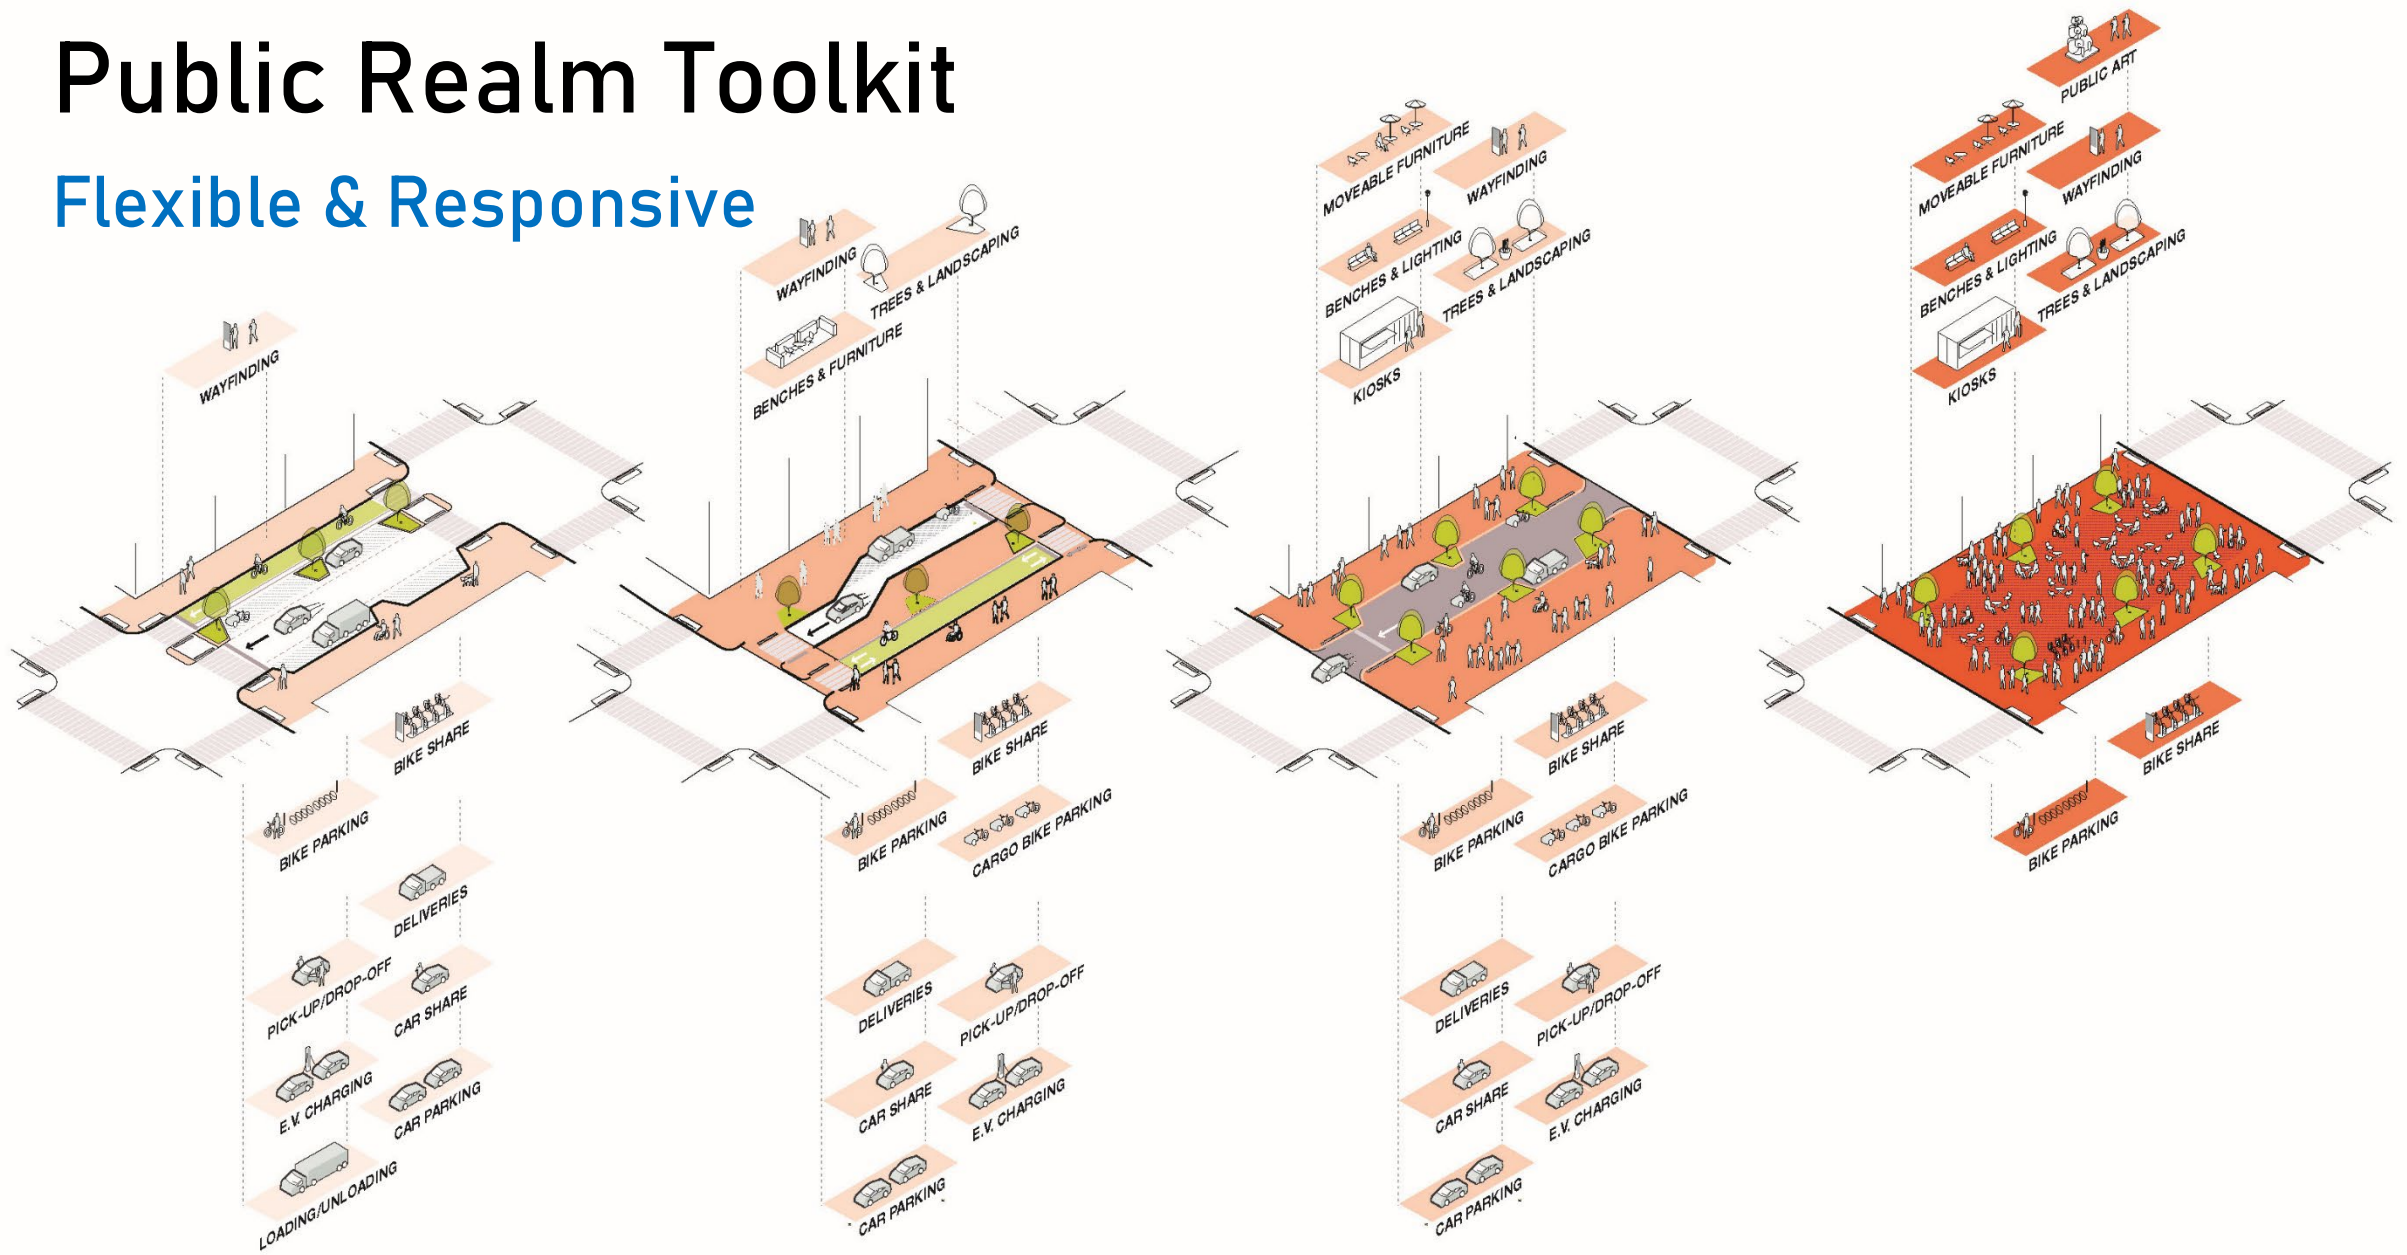 Public Realm Toolkit
Flexible & Responsive
WAYFINDING
BIKE SHARE
BIKE PARKING
DELIVERIES
PICK-UP/DROP-OFF
CAR SHARE
E.V. CHARGING
CAR PARKING
LOADING/UNLOADING
WAYFINDING
TREES & LANDSCAPING
BENCHES & FURNITURE
BIKE SHARE
BIKE PARKING
CARGO BIKE PARKING
DELIVERIES
PICK-UP/DROP-OFF
CAR SHARE
E.V. CHARGING
CAR PARKING
MOVEABLE FURNITURE
WAYFINDING
BENCHES & LIGHTING
TREES & LANDSCAPING
KIOSKS
BIKE SHARE
BIKE PARKING
CARGO BIKE PARKING
DELIVERIES
PICK-UP/DROP-OFF
CAR SHARE
E.V. CHARGING
CAR PARKING
PUBLIC ART
MOVEABLE FURNITURE
WAYFINDING
BENCHES & LIGHTING
TREES & LANDSCAPING
KIOSKS
BIKE SHARE
BIKE PARKING